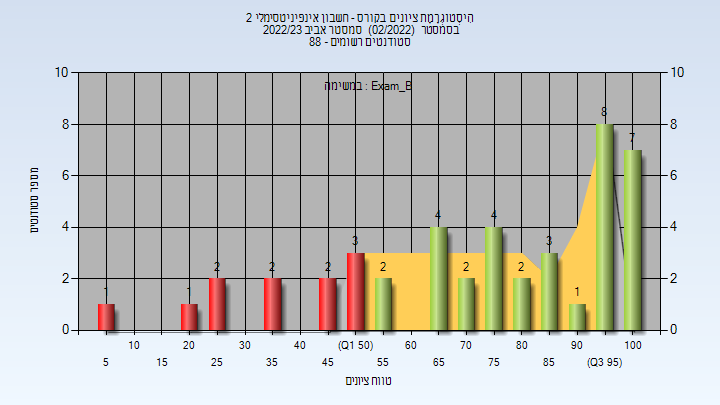 היסטוגרמת ציונים בקורס - חשבון אינפיניטסימלי 2
בסמסטר (02/2022) סמסטר אביב 2022/23
סטודנטים רשומים - 88
במשימה : Exam_B
מספר סטודנטים
10 10
8 8
6 6
4 4
2 2
0 0
1 1 2 2 2 3 2 4 2 4 2 3 1 8 7
10 20 30 40 (Q1 50) 60 70 80 90 100
5 15 25 35 45 55 65 75 85 (Q3 95)
טווח ציונים